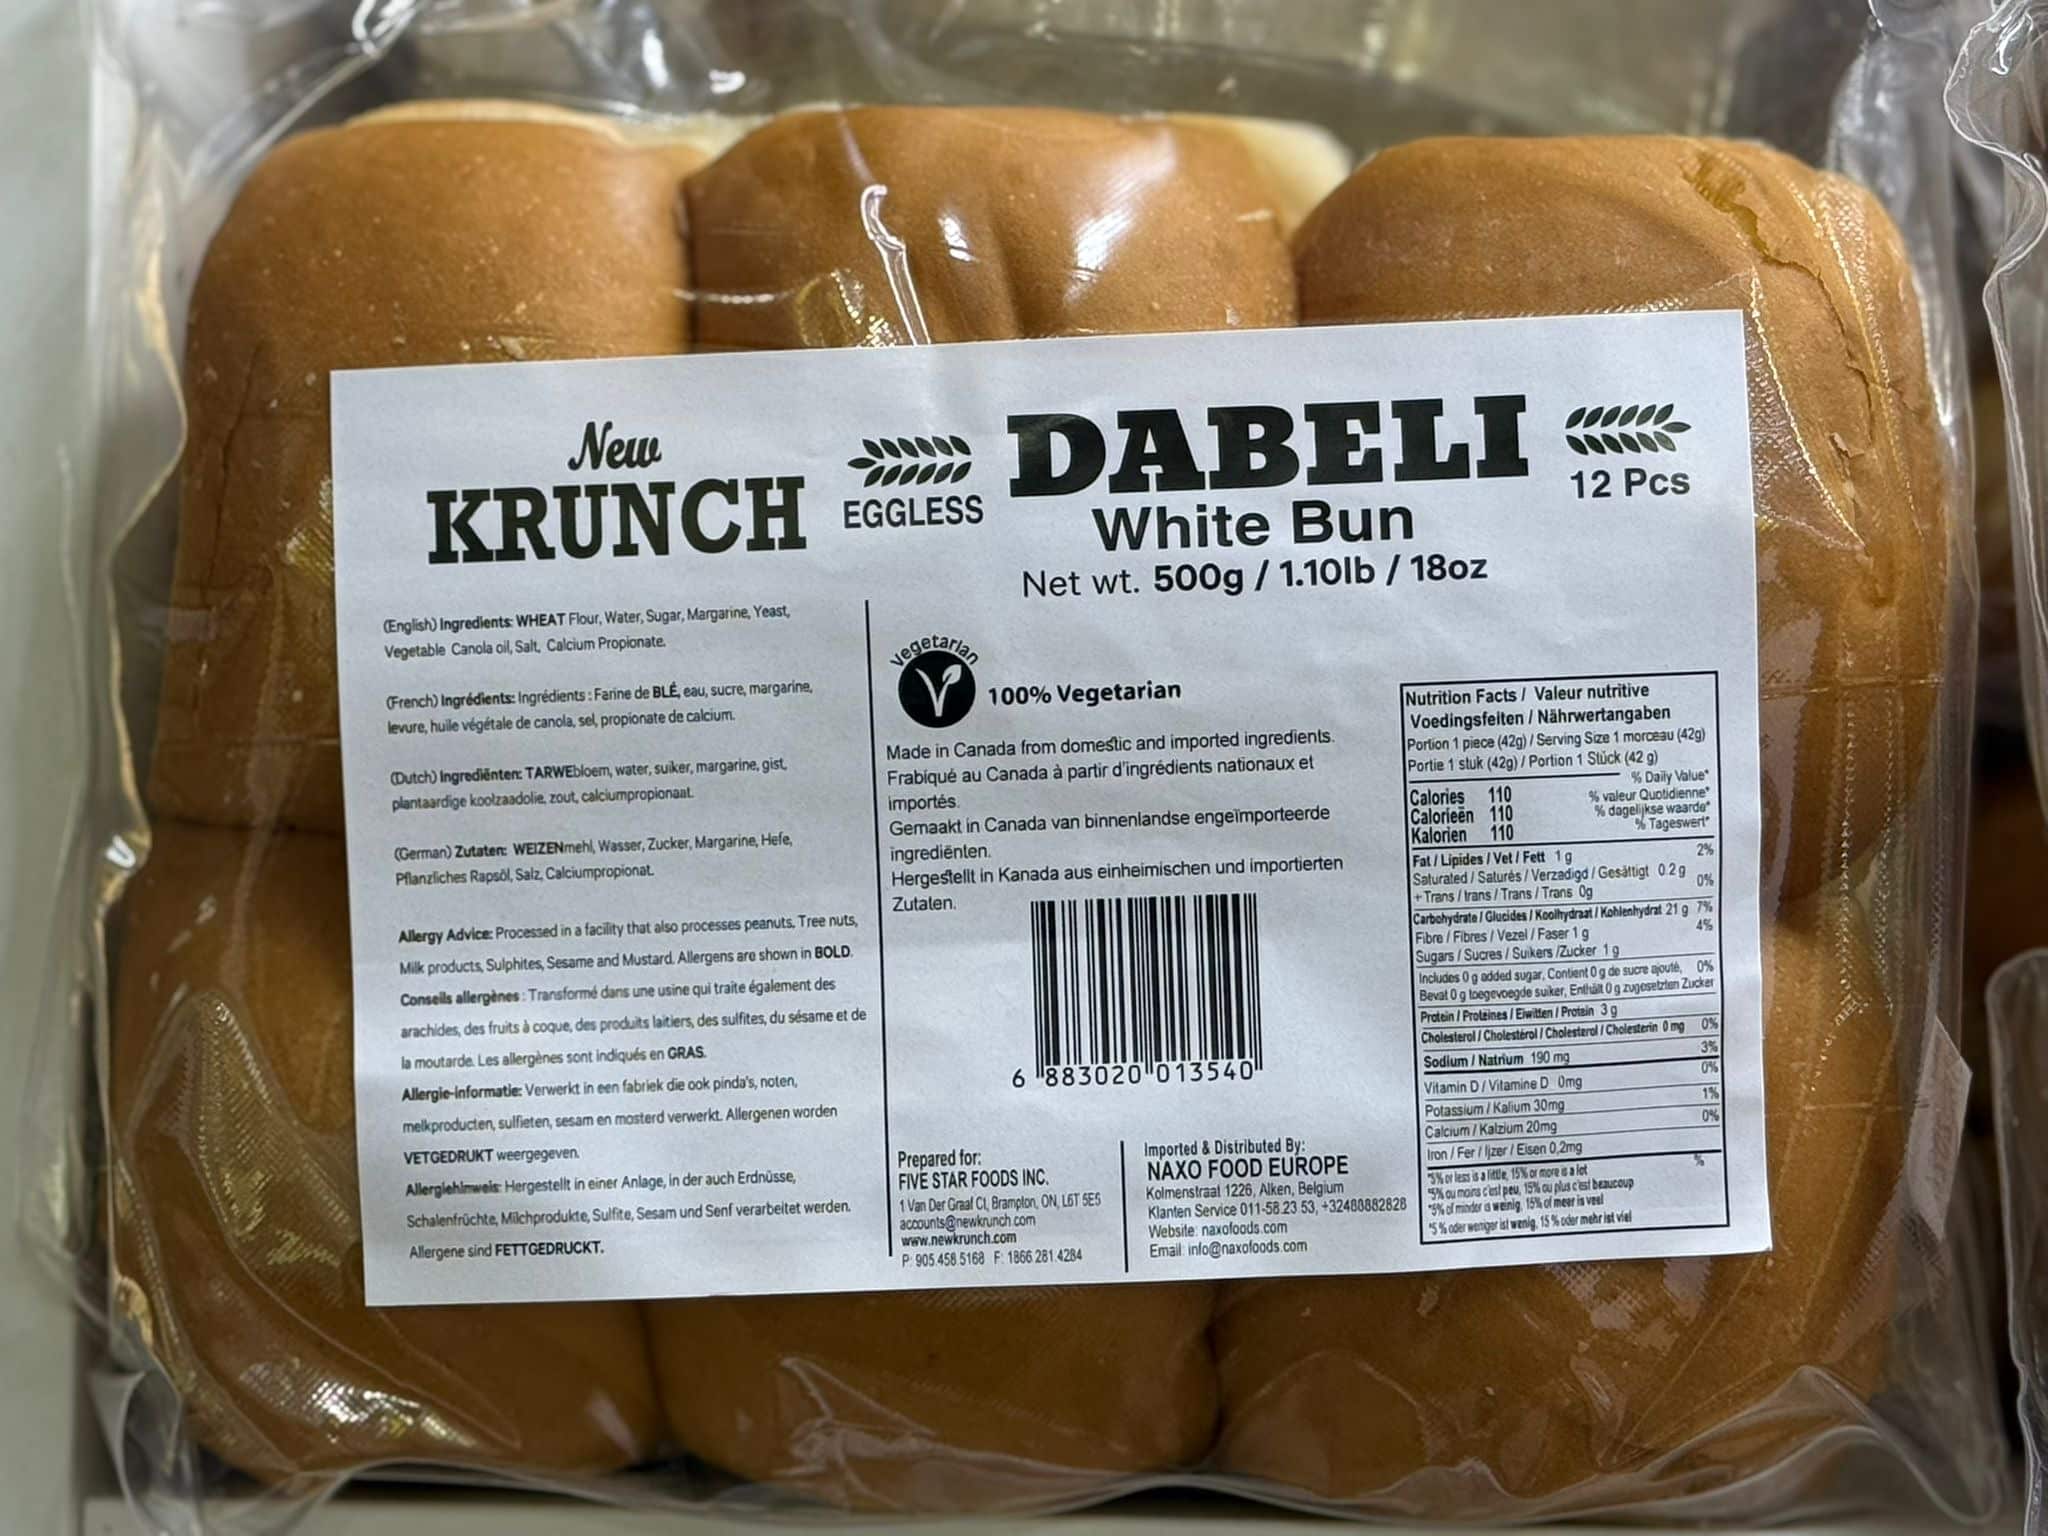 New
KRUNCH
EGGLESS
DABELI
12 Pcs
White Bun
Net wt. 500g / 1.10lb / 18oz
(English) Ingredients: WHEAT Flour, Water, Sugar, Margarine, Yeast,
Vegetable Canola oil, Salt, Calcium Propionate.
(French) Ingrédients: Ingrédients : Farine de BLÉ, eau, sucre, margarine,
levure, huile végétale de canola, sel, propionate de calcium.
(Dutch) Ingrediënten: TARWEbloem, water, suiker, margarine, gist,
plantaardige koolzaadolie, zout, calciumpropionaat.
(German) Zutaten: WEIZENmehl, Wasser, Zucker, Margarine, Hefe,
Pflanzliches Rapsöl, Salz, Calciumpropionat.
Allergy Advice: Processed in a facility that also processes peanuts, Tree nuts,
Milk products, Sulphites, Sesame and Mustard. Allergens are shown in BOLD.
Conseils allergènes : Transformé dans une usine qui traite également des
arachides, des fruits à coque, des produits laitiers, des sulfites, du sésame et de
la moutarde. Les allergènes sont indiqués en GRAS.
Allergie-informatie: Verwerkt in een fabriek die ook pinda's, noten,
melkproducten, sulfieten, sesam en mosterd verwerkt. Allergenen worden
VETGEDRUKT weergegeven.
Allergiehinweis: Hergestellt in einer Anlage, in der auch Erdnüsse,
Schalenfrüchte, Milchprodukte, Sulfite, Sesam und Senf verarbeitet werden.
Allergene sind FETTGEDRUCKT.
Vegetarian
100% Vegetarian
Made in Canada from domestic and imported ingredients.
Frabiqué au Canada à partir d'ingrédients nationaux et
importés.
Gemaakt in Canada van binnenlandse engeïmporteerde
ingrediënten.
Hergestellt in Kanada aus einheimischen und importierten
Zutalen.
6 883020 013540
Prepared for:
FIVE STAR FOODS INC.
1 Van Der Graaf Ct, Brampton, ON, L6T 5E5
accounts@newkrunch.com
www.newkrunch.com
P: 905.458.5168 F: 1866.281.4284
Imported & Distributed By:
NAXO FOOD EUROPE
Kolmenstraat 1226, Alken, Belgium
Klanten Service 011-58.23 53, +32480882828
Website: naxofoods.com
Email: info@naxofoods.com
Nutrition Facts / Valeur nutritive
Voedingsfeiten / Nährwertangaben
Portion 1 piece (42g) / Serving Size 1 morceau (42g)
Portie 1 stuk (42g) / Portion 1 Stück (42 g)
% Daily Value*
Calories 110 % valeur Quotidienne*
Calorieën 110 % dagelijkse waarde*
Kalorien 110 % Tageswert*
Fat / Lipides / Vet / Fett 1 g 2%
Saturated / Saturés / Verzadigd / Gesättigt 0.2 g
+ Trans / trans / Trans / Trans 0g 0%
Carbohydrate / Glucides / Koolhydraat / Kohlenhydrat 21 g 7%
Fibre / Fibres / Vezel / Faser 1 g 4%
Sugars / Sucres / Suikers /Zucker 1 g
Includes 0 g added sugar, Contient 0 g de sucre ajouté, 0%
Bevat 0 g toegevoegde suiker, Enthält 0 g zugesetzten Zucker
Protein / Protéines / Eiwitten / Protein 3 g
Cholesterol / Cholestérol / Cholesterol / Cholesterin 0 mg 0%
Sodium / Natrium 190 mg 3%
Vitamin D / Vitamine D 0mg 0%
Potassium / Kalium 30mg 1%
Calcium / Kalzium 20mg 0%
Iron / Fer / Ijzer / Eisen 0,2mg %
*5% or less is a little, 15% or more is a lot
*5% ou moins c'est peu, 15% ou plus c'est beaucoup
*5% of minder is weinig, 15% of meer is veel
*5 % oder weniger ist wenig, 15 % oder mehr ist viel